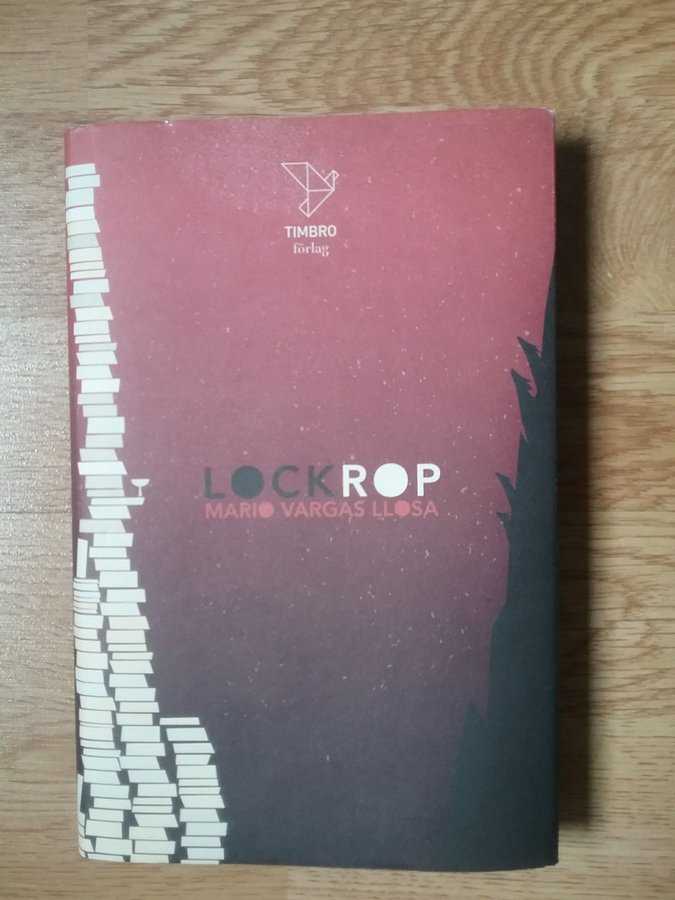 TIMBRO
förlag
LOCKROP
MARIO VARGAS LLOSA